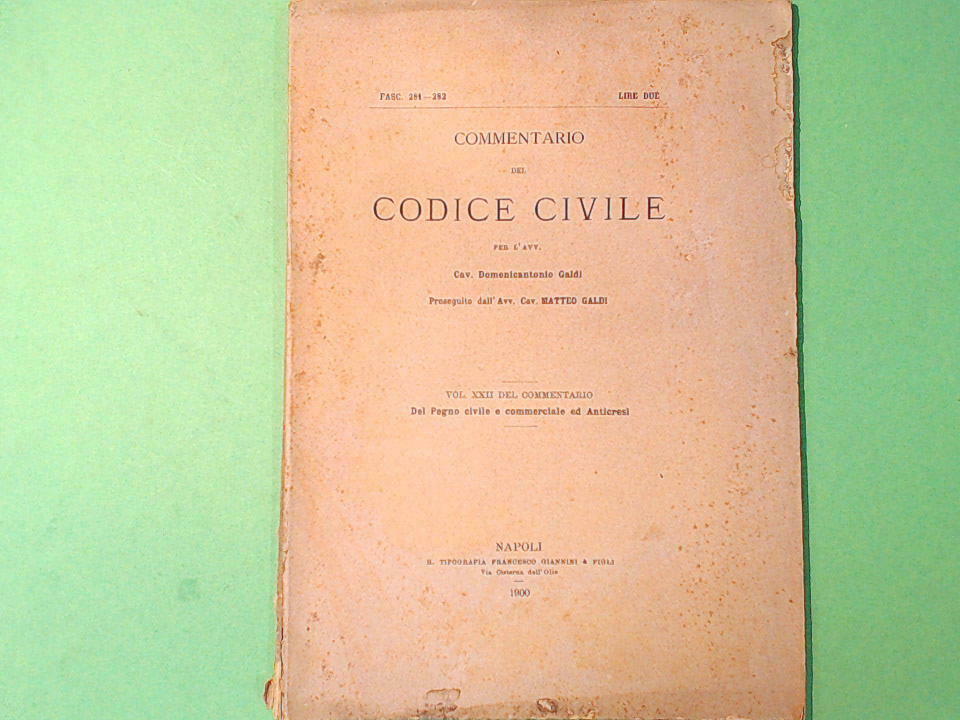 FASC. 281—282 LIRE DUE
COMMENTARIO
DEL
CODICE CIVILE
PER L'AVV.
Cav. Domenicantonio Galdi
Proseguito dall'Avv. Cav. MATTEO GALDI
VOL. XXII DEL COMMENTARIO
Del Pegno civile e commerciale ed Anticresi
NAPOLI
R. TIPOGRAFIA FRANCESCO GIANNINI & FIGLI
Via Cisterna dell'Olio
1900